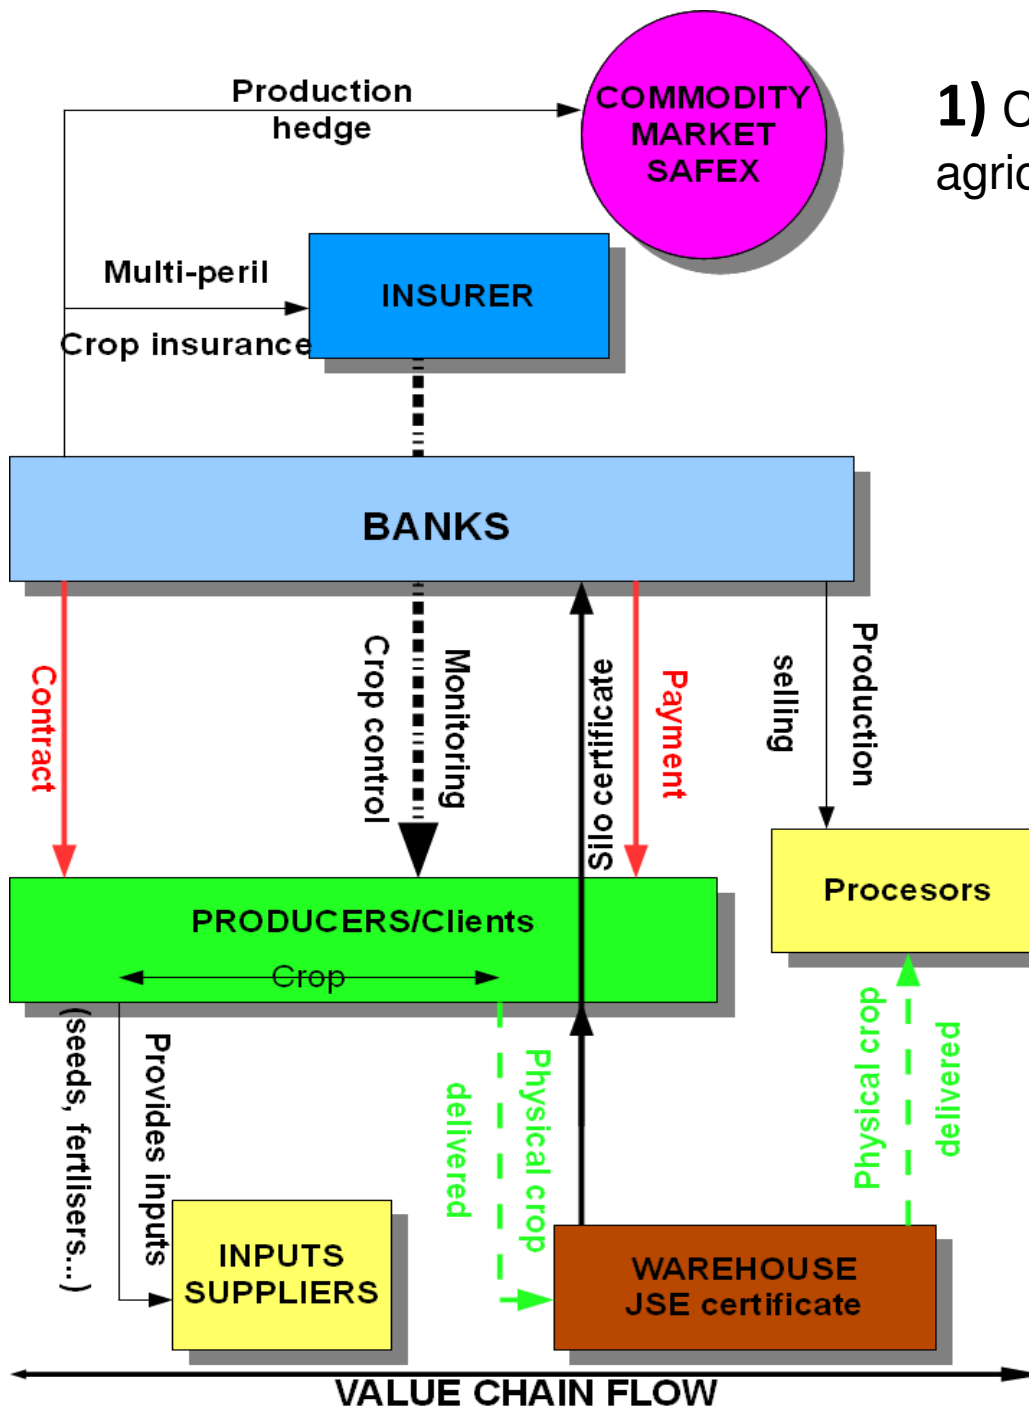 Production
hedge
COMMODITY
MARKET
SAFEX
1) C
agric
Multi-peril
Crop insurance
INSURER
BANKS
Contract
Crop control
Monitoring
Silo certificate
Payment
selling
Production
PRODUCERS/Clients
Crop
Procesors
(seeds, fertlisers...)
Provides inputs
delivered
Physical crop
Physical crop
delivered
INPUTS
SUPPLIERS
WAREHOUSE
JSE certificate
VALUE CHAIN FLOW